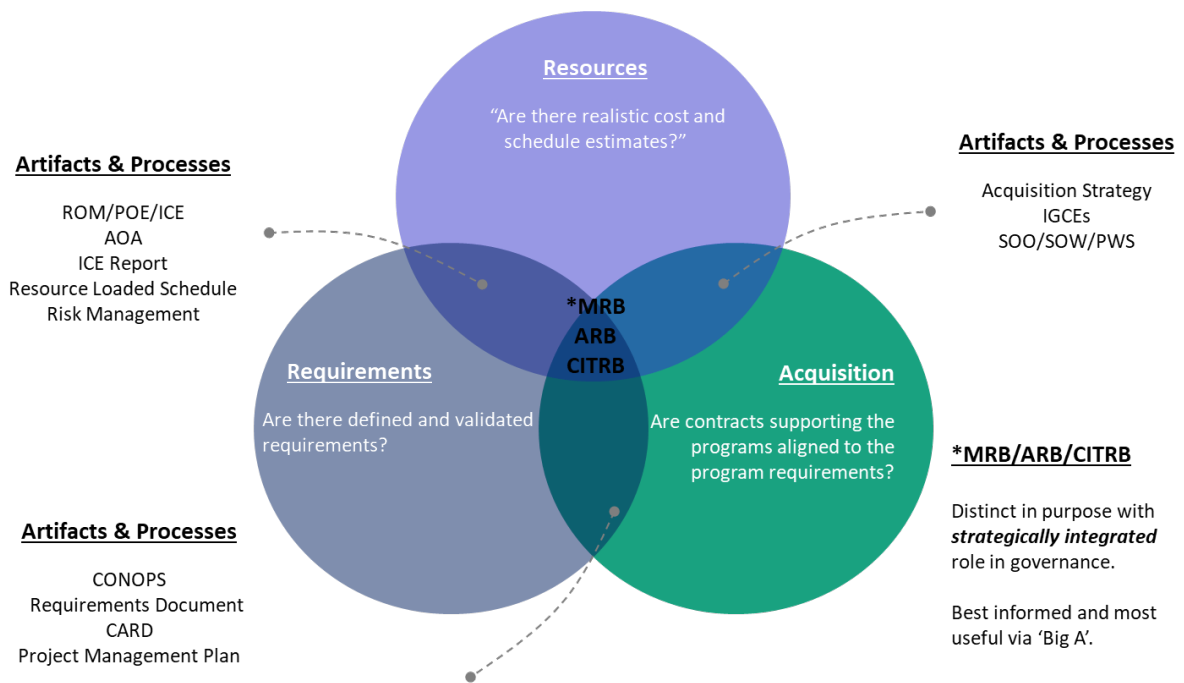 Resources
“Are there realistic cost and
schedule estimates?”
Artifacts & Processes
ROM/POE/ICE
AOA
ICE Report
Resource Loaded Schedule
Risk Management
Artifacts & Processes
Acquisition Strategy
IGCEs
SOO/SOW/PWS
*MRB
ARB
CITRB
Requirements
Are there defined and validated
requirements?
Acquisition
Are contracts supporting the
programs aligned to the
program requirements?
Artifacts & Processes
CONOPS
Requirements Document
CARD
Project Management Plan
*MRB/ARB/CITRB
Distinct in purpose with
strategically integrated
role in governance.
Best informed and most
useful via ‘Big A’.